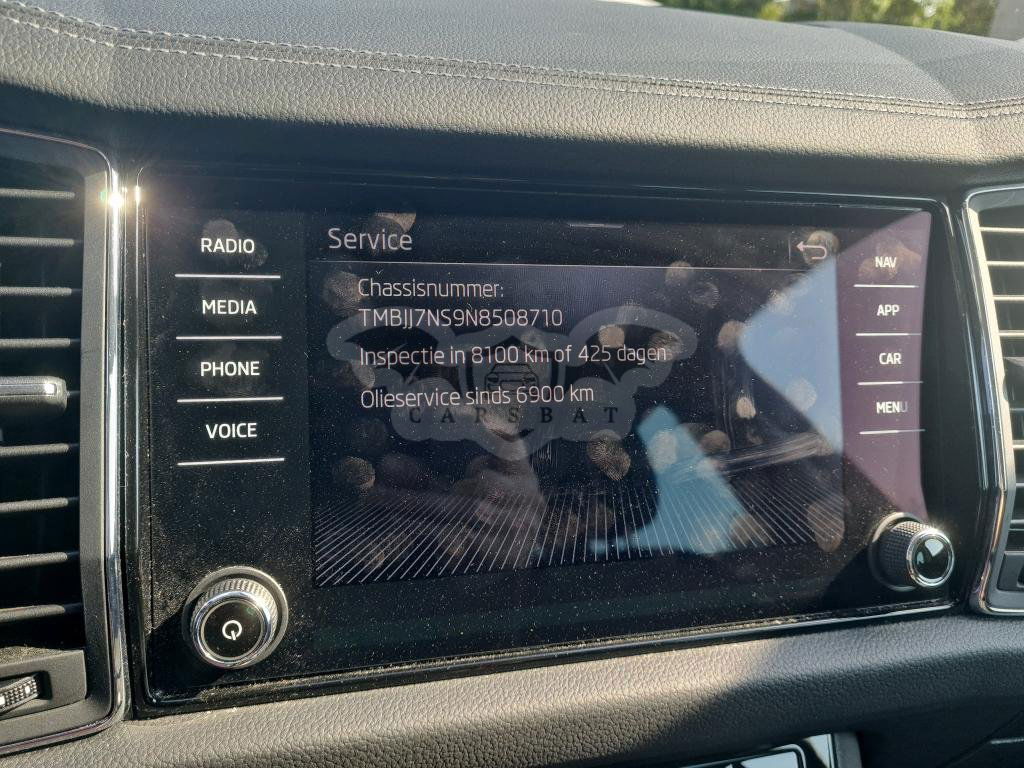 Service
RADIO
MEDIA
PHONE
VOICE
Chassisnummer:
TMBJJ7NS9N8508710
Inspectie in 8100 km of 425 dagen
Olieservice sinds 6900 km
CARSBAT
NAV
APP
CAR
MENU